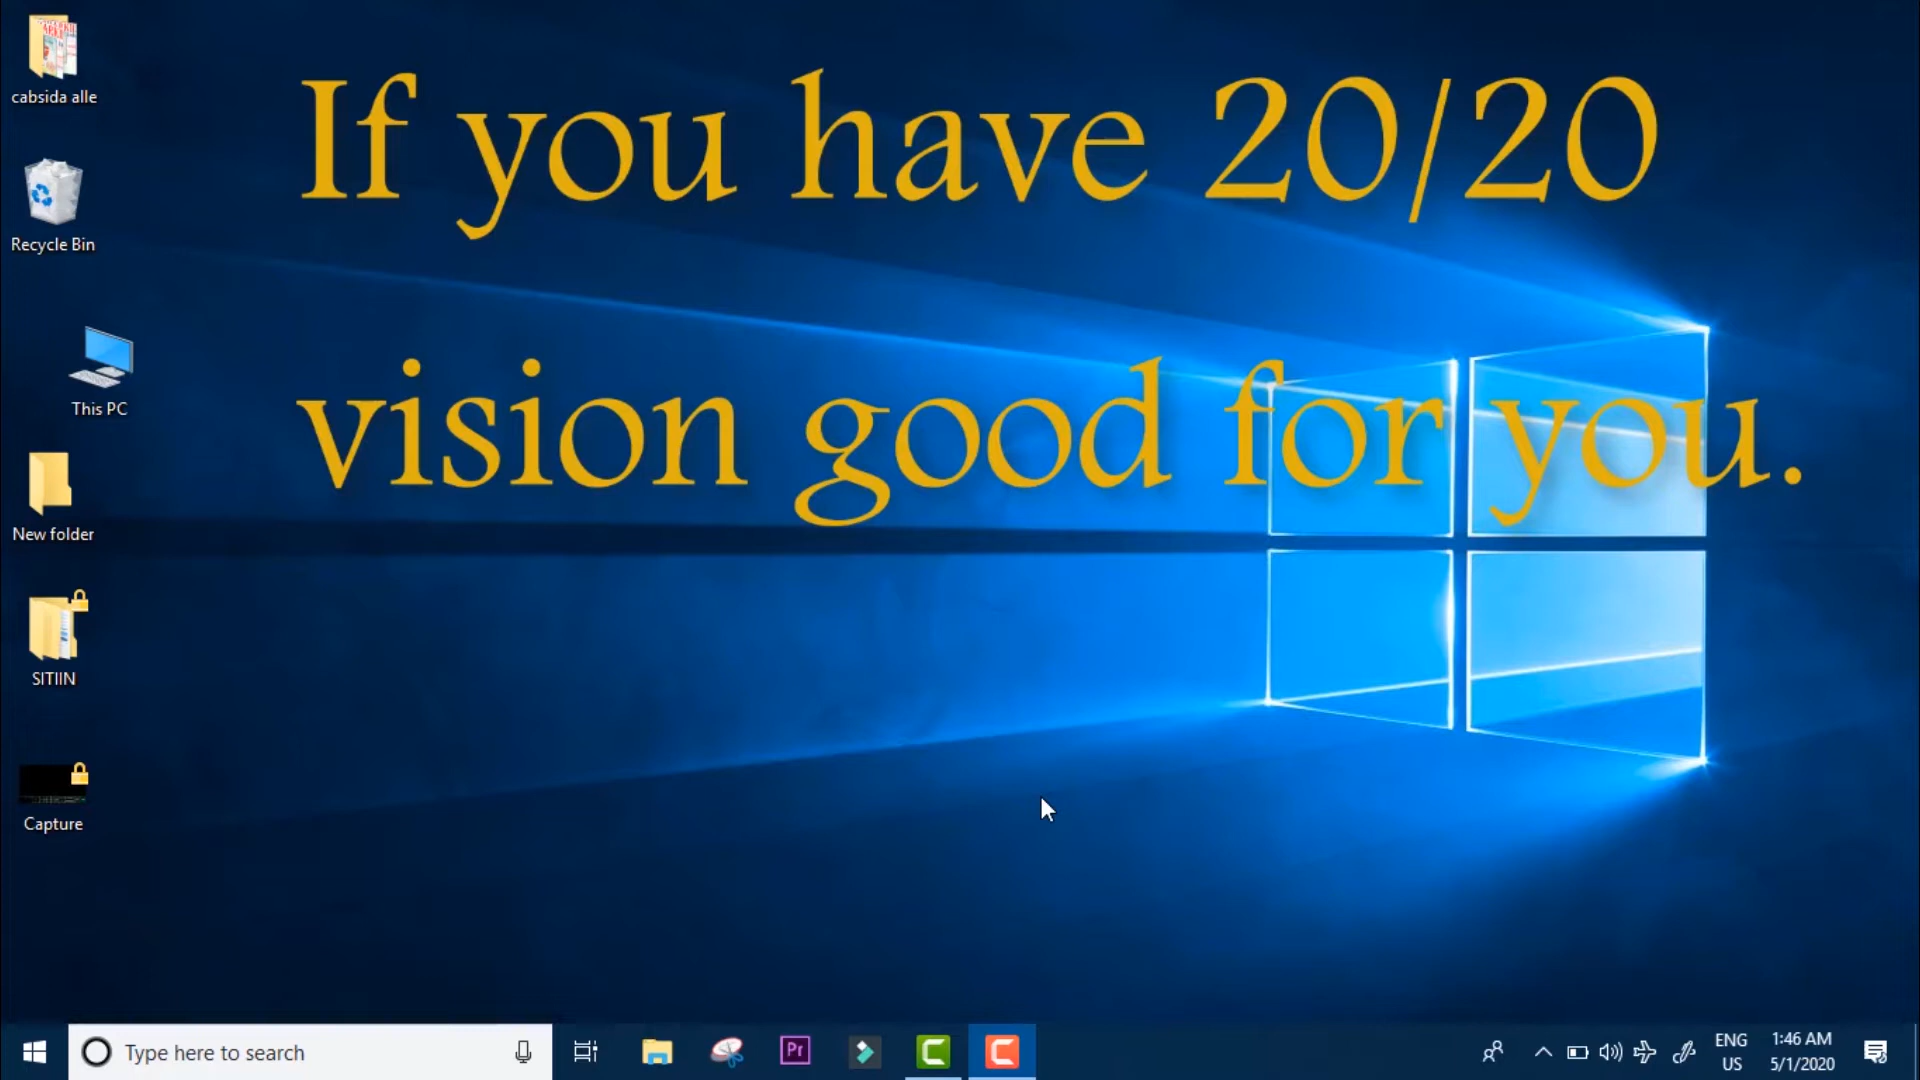 cabsida alle
If you have 20/20
vision good for you.
Recycle Bin
This PC
New folder
SITIIN
Capture
Type here to search
Pr
ENG
US
1:46 AM
5/1/2020